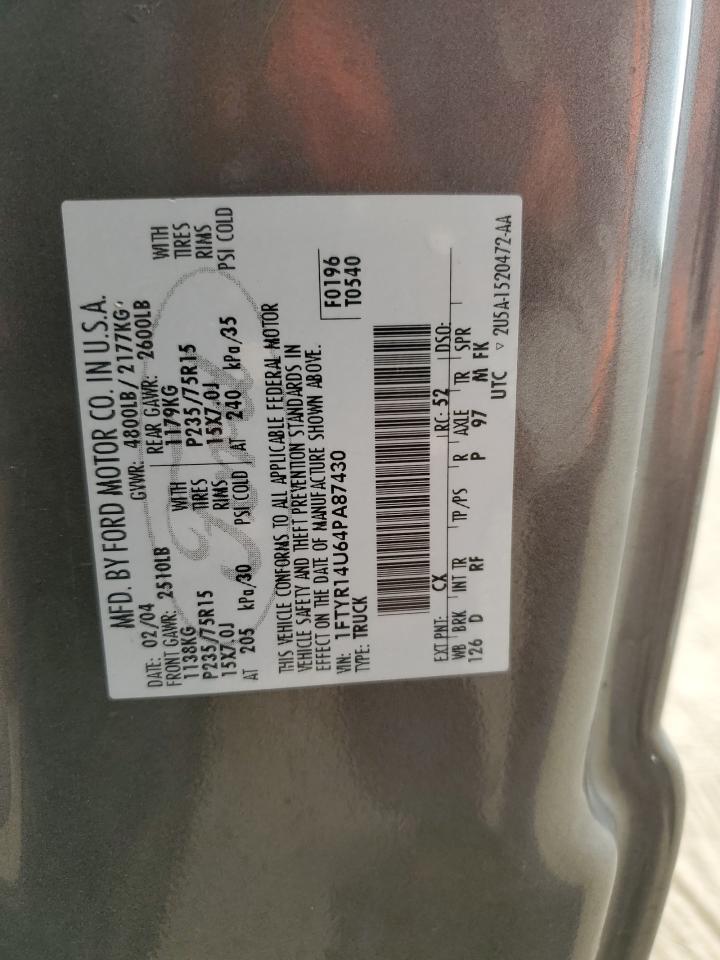 MFD. BY FORD MOTOR CO. IN U.S.A.
DATE: 02/04 GVWR: 4800LB/ 2177KG
FRONT GAWR: 2510LB REAR GAWR: 2600LB
1138KG WITH 1179KG WITH
P235/75R15 TIRES P235/75R15 TIRES
15X7.0J RIMS 15X7.0J RIMS
AT 205 kPa/30 PSI COLD AT 240 kPa/35 PSI COLD
THIS VEHICLE CONFORMS TO ALL APPLICABLE FEDERAL MOTOR
VEHICLE SAFETY AND THEFT PREVENTION STANDARDS IN
EFFECT ON THE DATE OF MANUFACTURE SHOWN ABOVE.
VIN: 1FTYR14U64PA87430 F0196
TYPE: TRUCK T0540
EXT PNT: CX RC: 52 DSO:
WB BRK INT TR TP/PS R AXLE TR SPR
126 D RF P 97 M FK
UTC ▽ 2U5A-1520472-AA
Ford